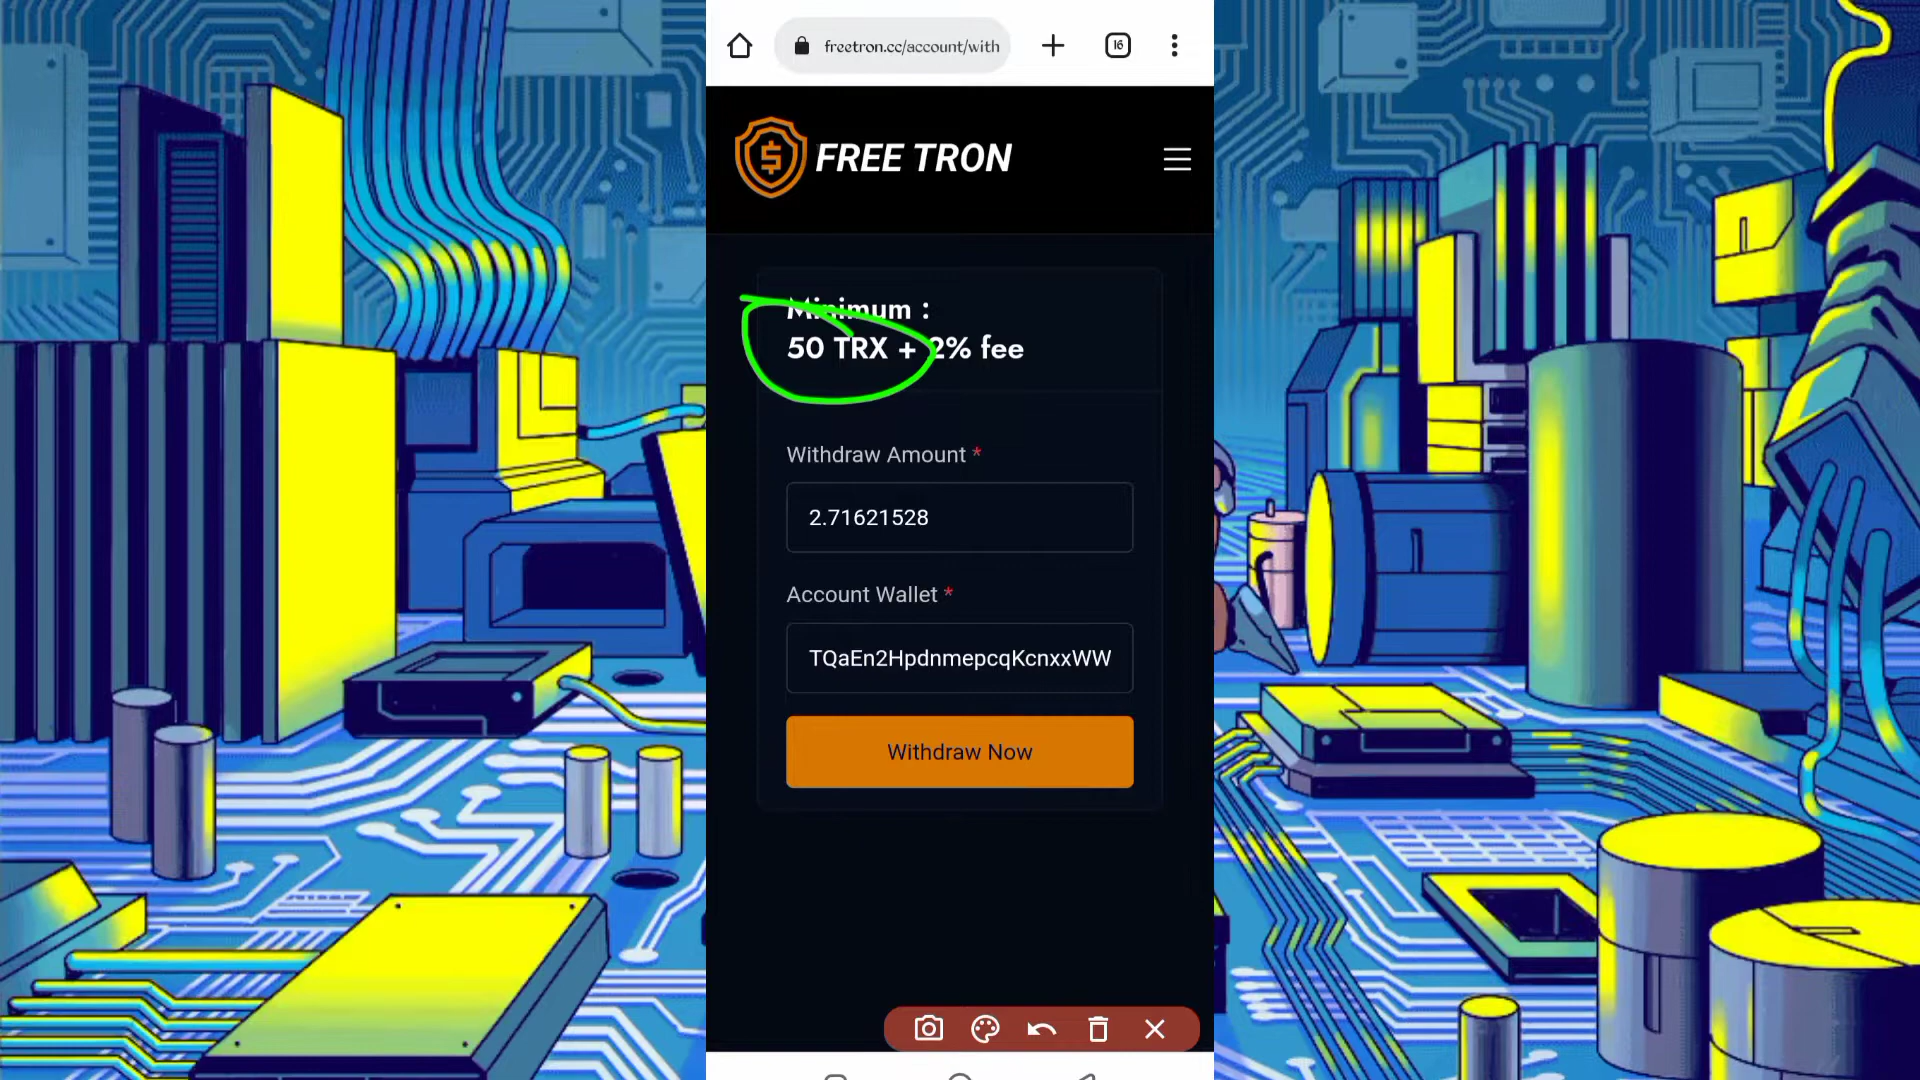 16
freetron.cc/account/with
FREE TRON
Minimum :
50 TRX + 2% fee
Withdraw Amount *
2.71621528
Account Wallet *
TQaEn2HpdnmepcqKcnxxWW
Withdraw Now